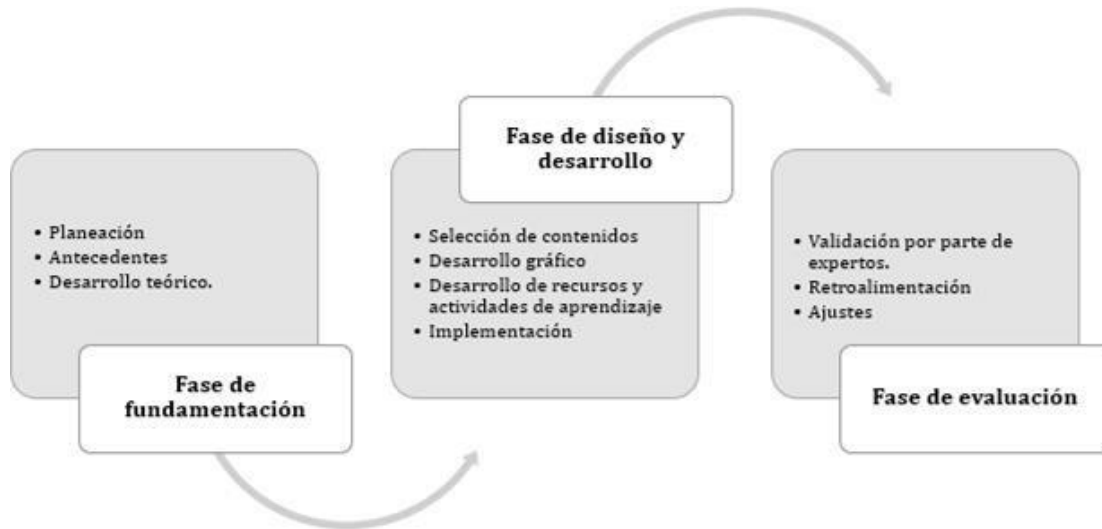 • Planeación
• Antecedentes
• Desarrollo teórico.
Fase de
fundamentación
Fase de diseño y
desarrollo
• Selección de contenidos
• Desarrollo gráfico
• Desarrollo de recursos y
actividades de aprendizaje
• Implementación
• Validación por parte de
expertos.
• Retroalimentación
• Ajustes
Fase de evaluación